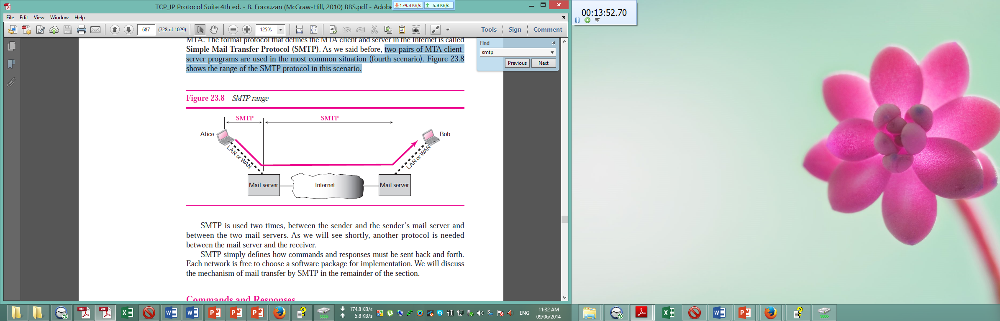 TCP_IP Protocol Suite 4th ed. - B. Forouzan (McGraw-Hill, 2010) BBS.pdf - Adobe
174.8 KB/s 5.8 KB/s
File Edit View Window Help
687 (728 of 1029) 125% Tools Sign Comment
MTA. The formal protocol that defines the MTA client and server in the Internet is called
Simple Mail Transfer Protocol (SMTP). As we said before, two pairs of MTA client-
server programs are used in the most common situation (fourth scenario). Figure 23.8
shows the range of the SMTP protocol in this scenario.
Find
smtp
Previous Next
Figure 23.8 SMTP range
SMTP SMTP
Alice Bob
LAN or WAN LAN or WAN
Mail server Internet Mail server
SMTP is used two times, between the sender and the sender's mail server and
between the two mail servers. As we will see shortly, another protocol is needed
between the mail server and the receiver.
SMTP simply defines how commands and responses must be sent back and forth.
Each network is free to choose a software package for implementation. We will discuss
the mechanism of mail transfer by SMTP in the remainder of the section.
Commands and Responses
00:13:52.70
174.8 KB/s
5.8 KB/s
ENG
11:32 AM
09/06/2014